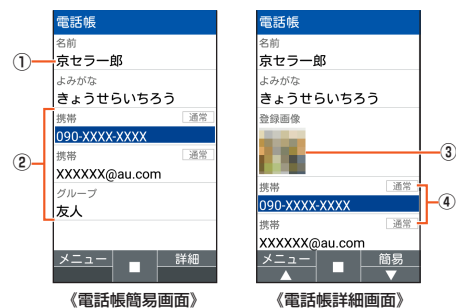 電話帳
名前
① 京セラ一郎
よみがな
きょうせらいちろう
② 携帯 通常
090-XXXX-XXXX
携帯 通常
XXXXXX@au.com
グループ
友人
メニュー 詳細
《電話帳簡易画面》
電話帳
名前
京セラ一郎
よみがな
きょうせらいちろう
登録画像
③
携帯 通常
④
090-XXXX-XXXX
携帯 通常
XXXXXX@au.com
メニュー 簡易
《電話帳詳細画面》